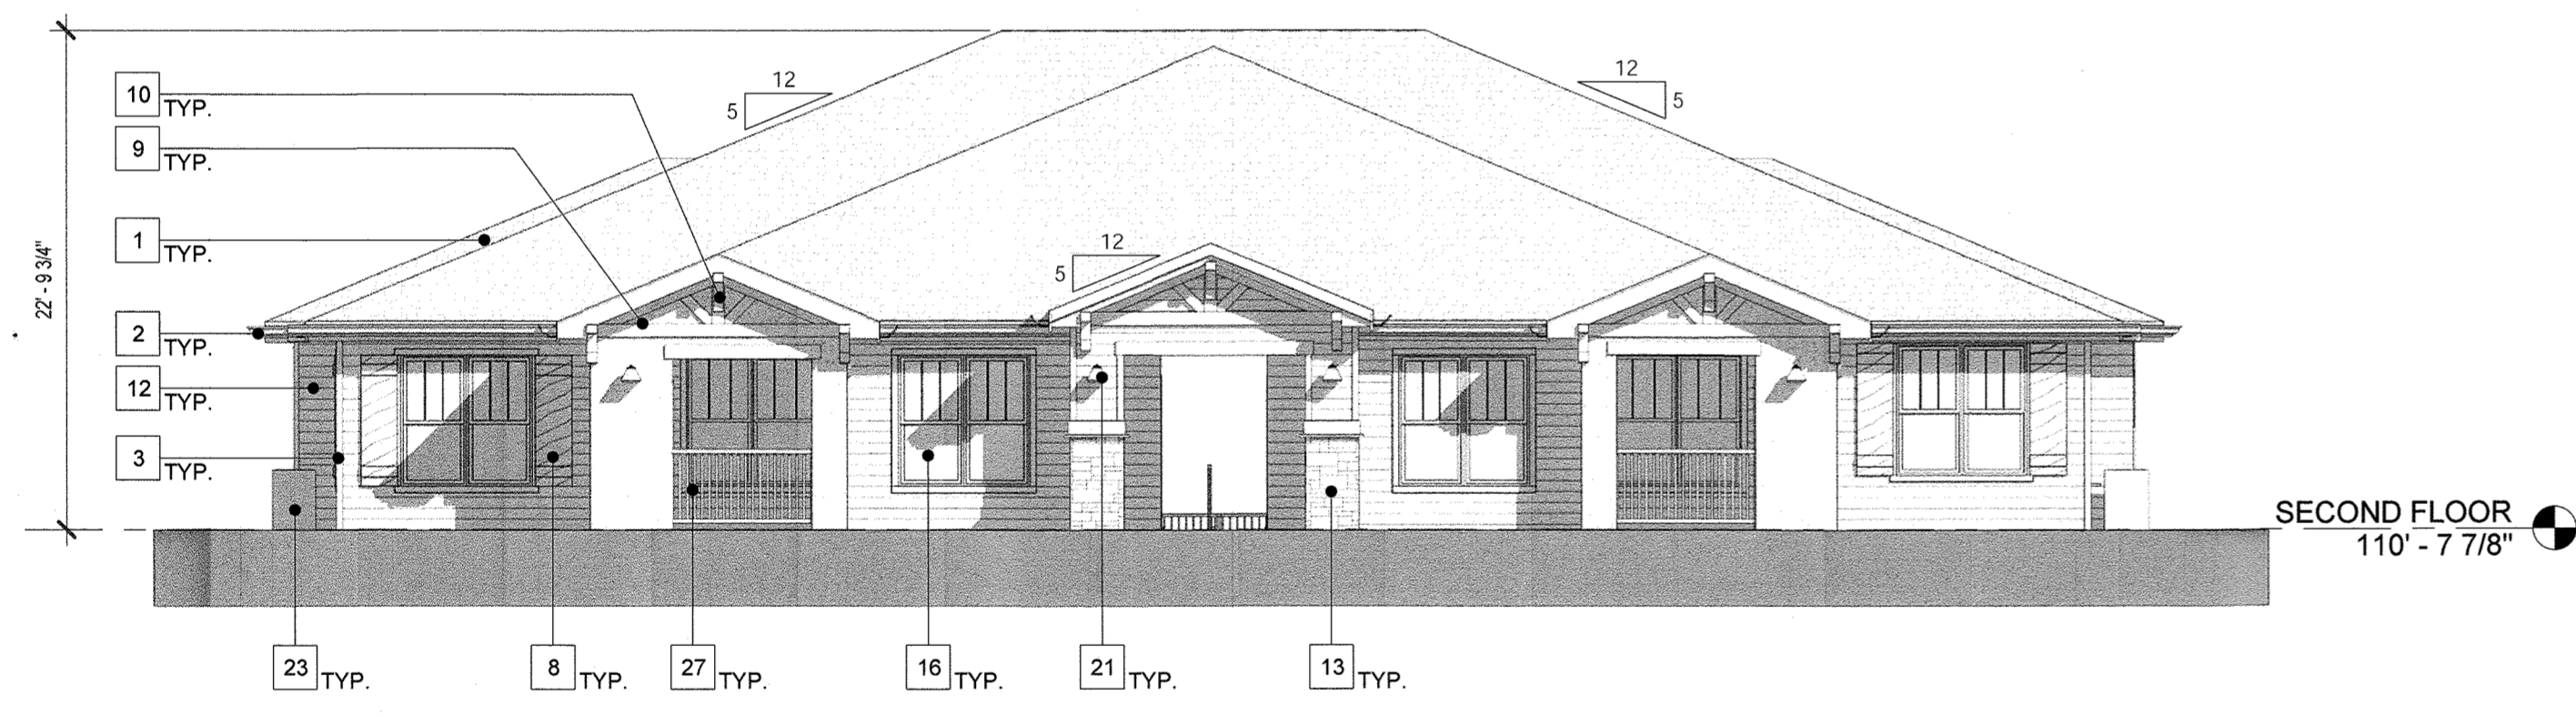 12
5
12
5
10
TYP.
9
TYP.
1
TYP.
12
5
22' - 9 3/4"
2
TYP.
12
TYP.
3
TYP.
SECOND FLOOR
110' - 7 7/8"
23
TYP.
8
TYP.
27
TYP.
16
TYP.
21
TYP.
13
TYP.